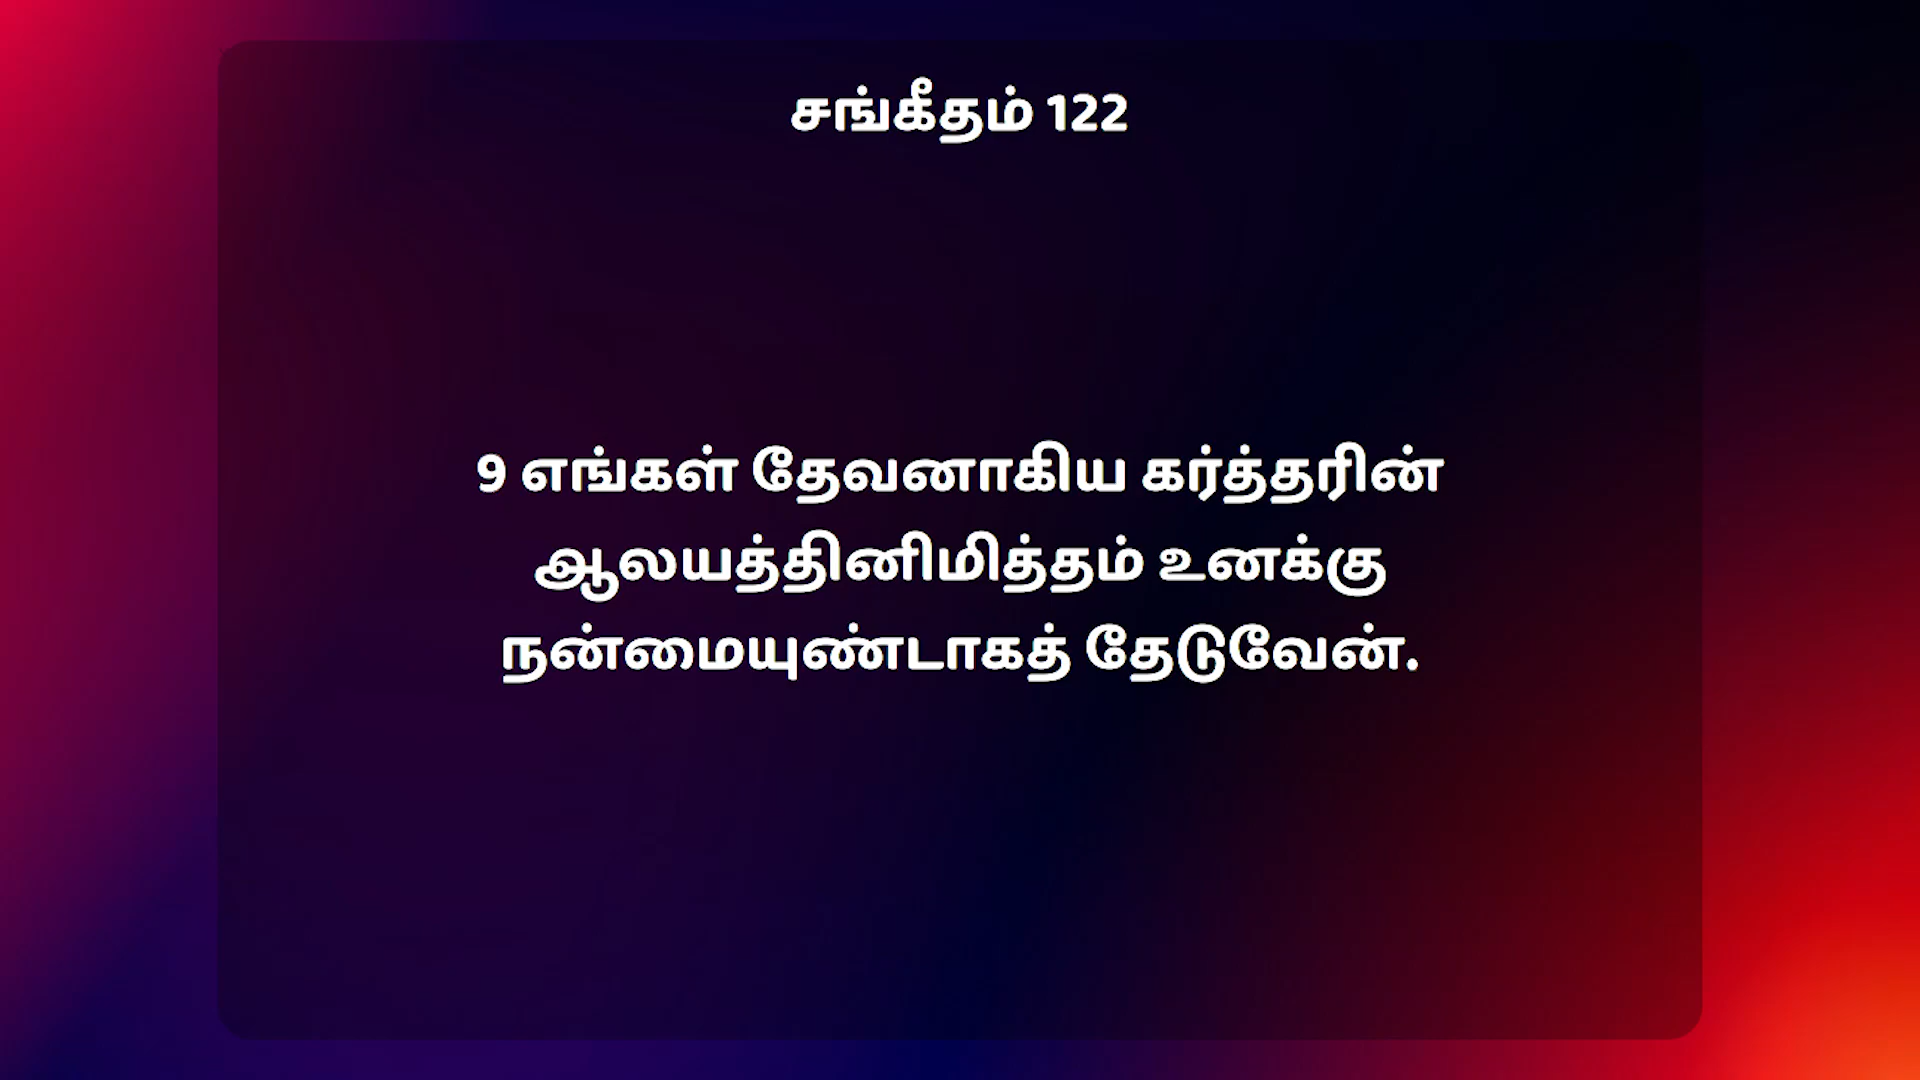 சங்கீதம் 122
9 எங்கள் தேவனாகிய கர்த்தரின்
ஆலயத்தினிமித்தம் உனக்கு
நன்மையுண்டாகத் தேடுவேன்.